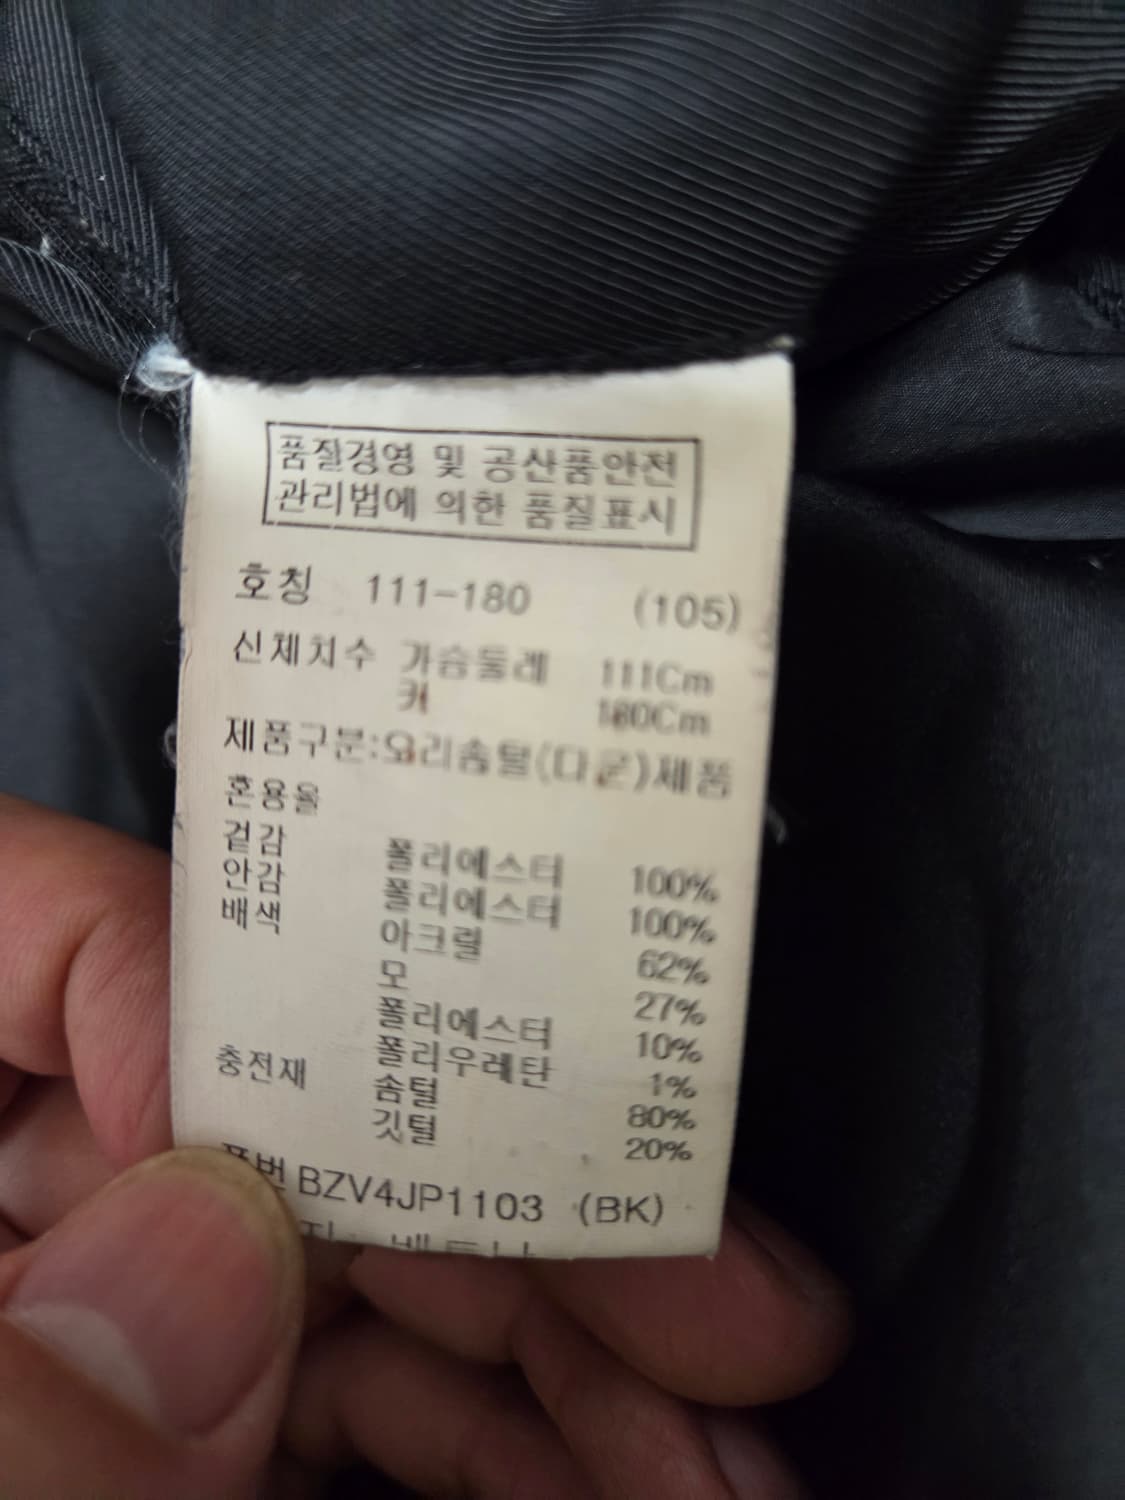 품질경영 및 공산품안전
관리법에 의한 품질표시
호칭 111-180 (105)
신체치수 가슴둘레 111Cm
키 180Cm
제품구분:오리솜털(다운)제품
혼용율
겉감 폴리에스터 100%
안감 폴리에스터 100%
배색 아크릴 62%
모 27%
폴리에스터 10%
폴리우레탄 1%
충전재 솜털 80%
깃털 20%
품번 BZV4JP1103 (BK)